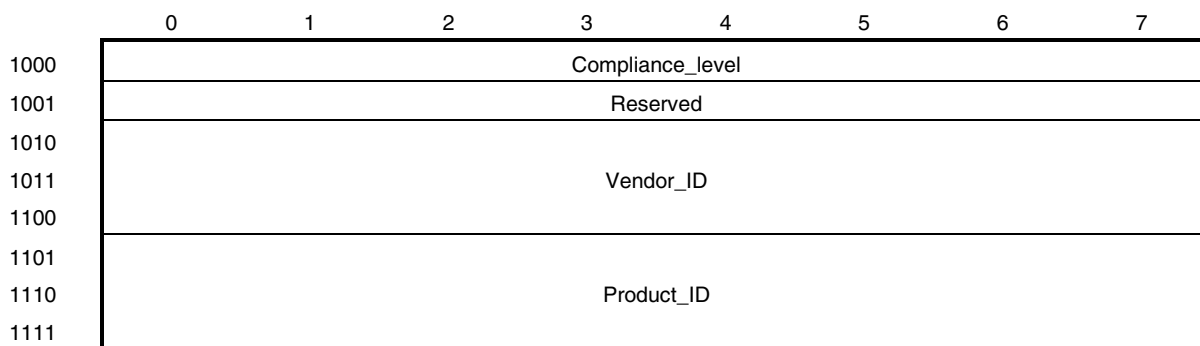 0 1 2 3 4 5 6 7
1000 Compliance_level
1001 Reserved
1010
1011 Vendor_ID
1100
1101
1110 Product_ID
1111